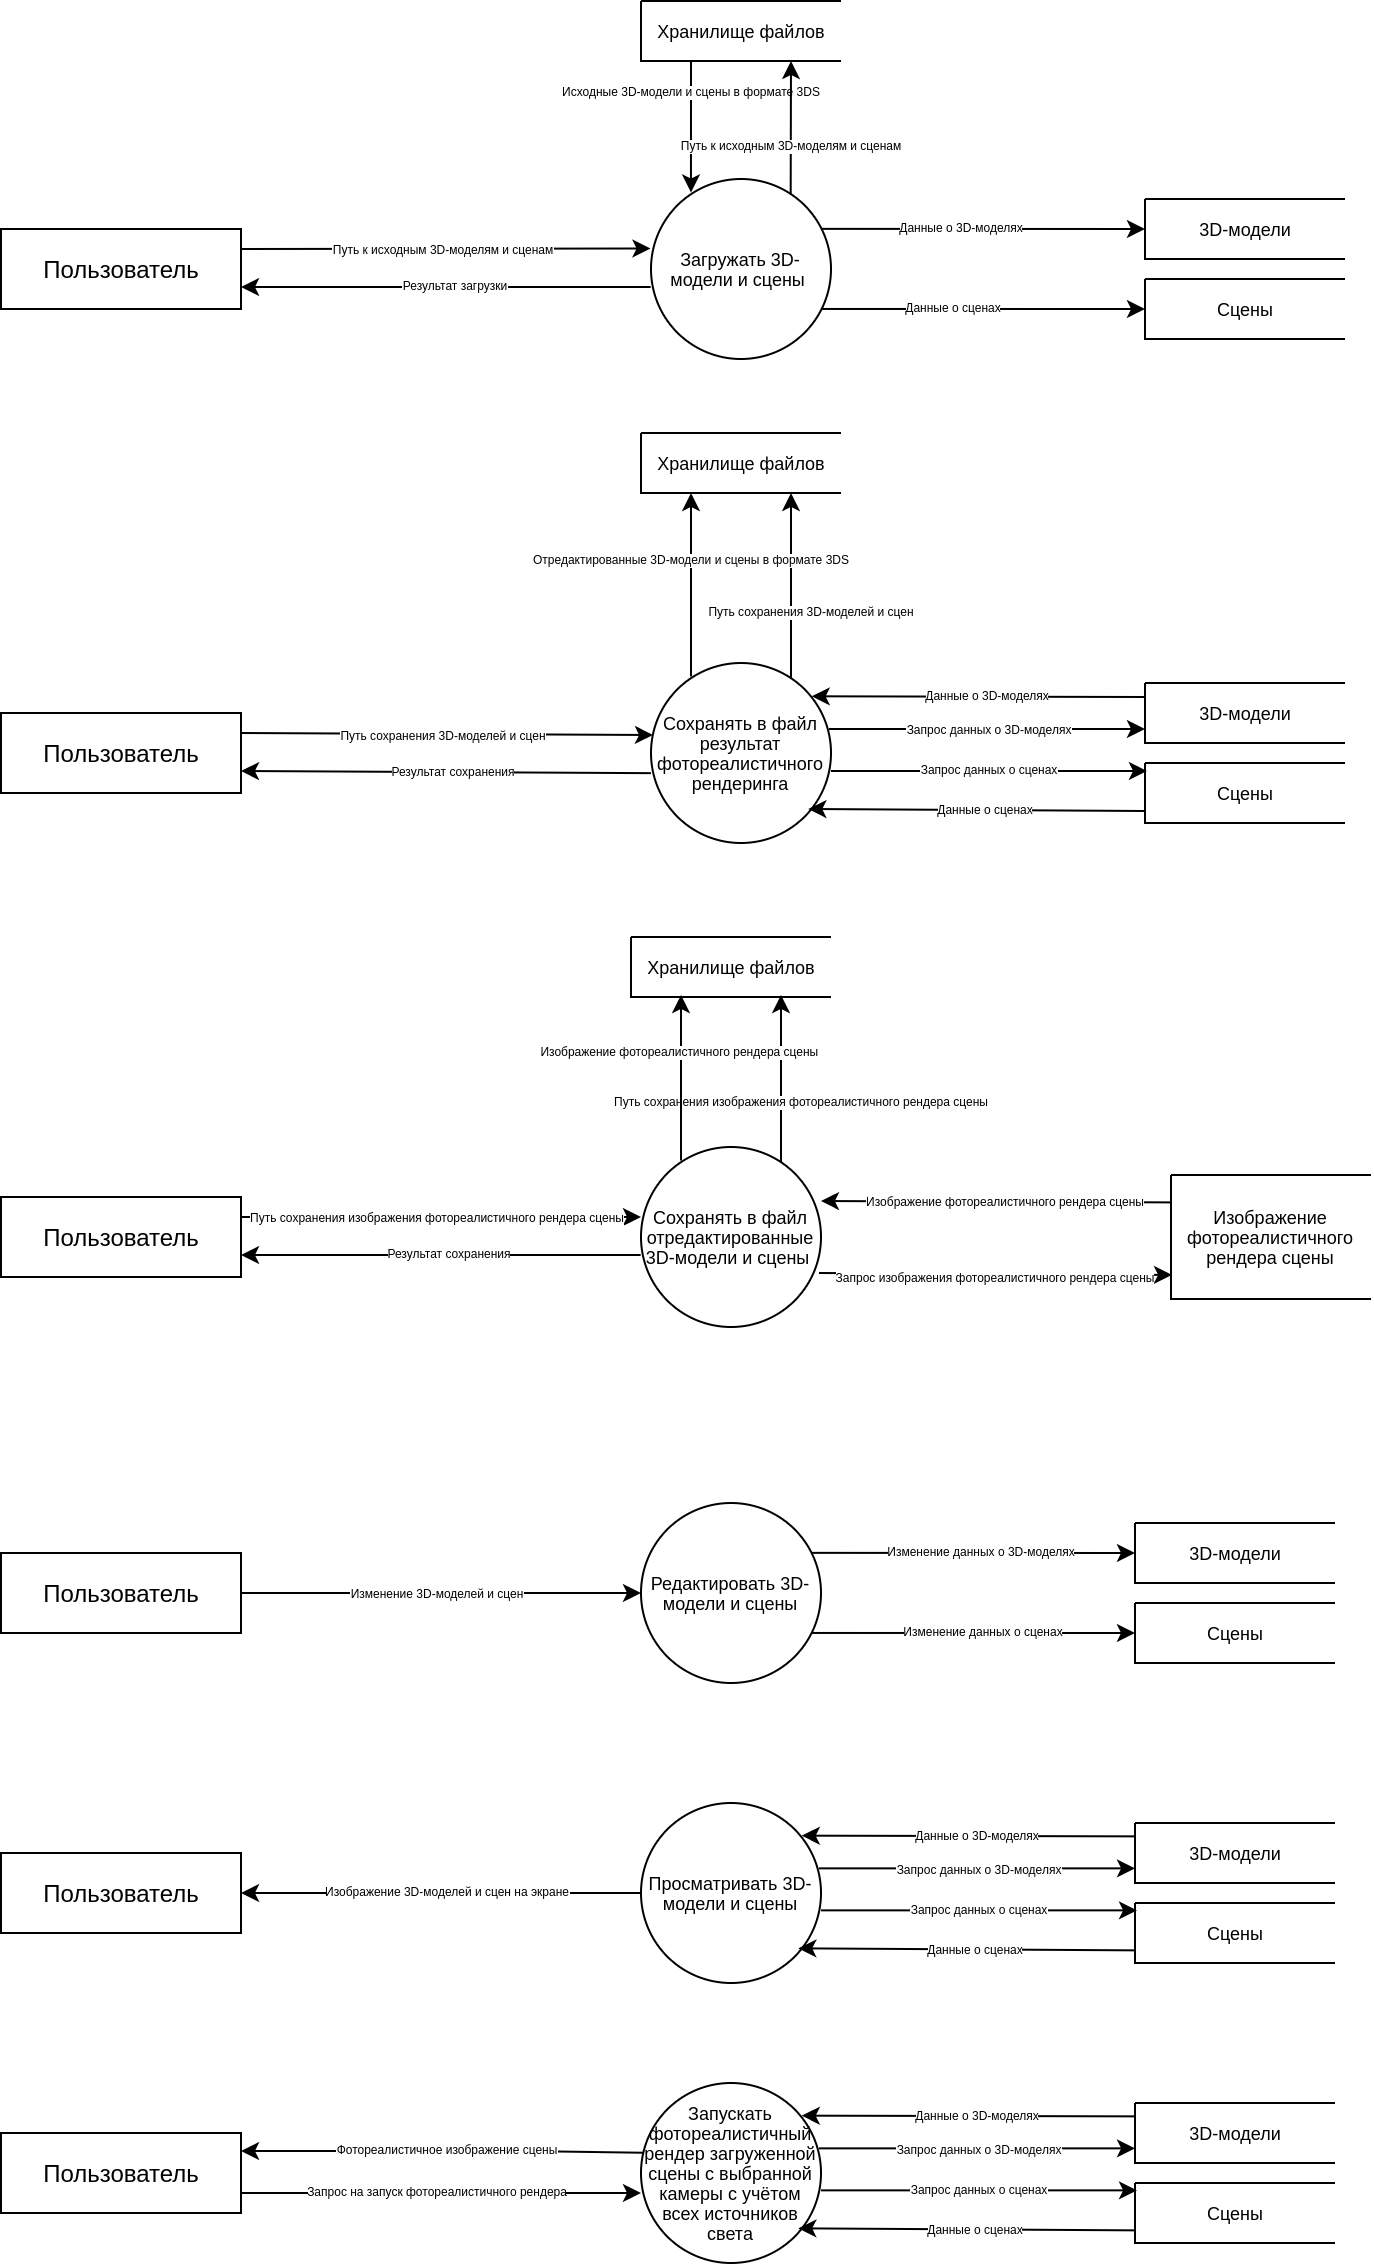 Хранилище файлов
Исходные 3D-модели и сцены в формате 3DS
Путь к исходным 3D-моделям и сценам
Пользователь
Путь к исходным 3D-моделям и сценам
Результат загрузки
Загружать 3D-
модели и сцены
Данные о 3D-моделях
3D-модели
Данные о сценах
Сцены
Хранилище файлов
Отредактированные 3D-модели и сцены в формате 3DS
Путь сохранения 3D-моделей и сцен
Пользователь
Путь сохранения 3D-моделей и сцен
Результат сохранения
Сохранять в файл
результат
фотореалистичного
рендеринга
Данные о 3D-моделях
Запрос данных о 3D-моделях
3D-модели
Запрос данных о сценах
Данные о сценах
Сцены
Хранилище файлов
Изображение фотореалистичного рендера сцены
Путь сохранения изображения фотореалистичного рендера сцены
Пользователь
Путь сохранения изображения фотореалистичного рендера сцены
Результат сохранения
Сохранять в файл
отредактированные
3D-модели и сцены
Изображение фотореалистичного рендера сцены
Запрос изображения фотореалистичного рендера сцены
Изображение
фотореалистичного
рендера сцены
Пользователь
Изменение 3D-моделей и сцен
Редактировать 3D-
модели и сцены
Изменение данных о 3D-моделях
3D-модели
Изменение данных о сценах
Сцены
Пользователь
Изображение 3D-моделей и сцен на экране
Просматривать 3D-
модели и сцены
Данные о 3D-моделях
Запрос данных о 3D-моделях
3D-модели
Запрос данных о сценах
Данные о сценах
Сцены
Пользователь
Фотореалистичное изображение сцены
Запрос на запуск фотореалистичного рендера
Запускать
фотореалистичный
рендер загруженной
сцены с выбранной
камеры с учётом
всех источников
света
Данные о 3D-моделях
Запрос данных о 3D-моделях
3D-модели
Запрос данных о сценах
Данные о сценах
Сцены